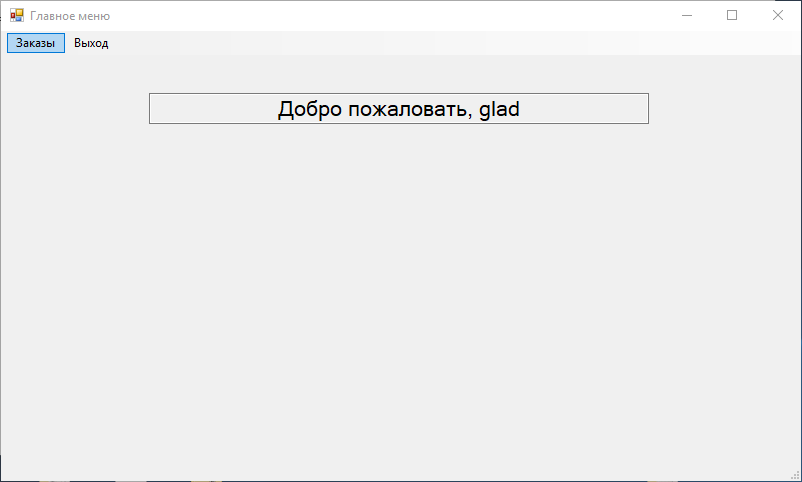 Главное меню
Заказы Выход
Добро пожаловать, glad